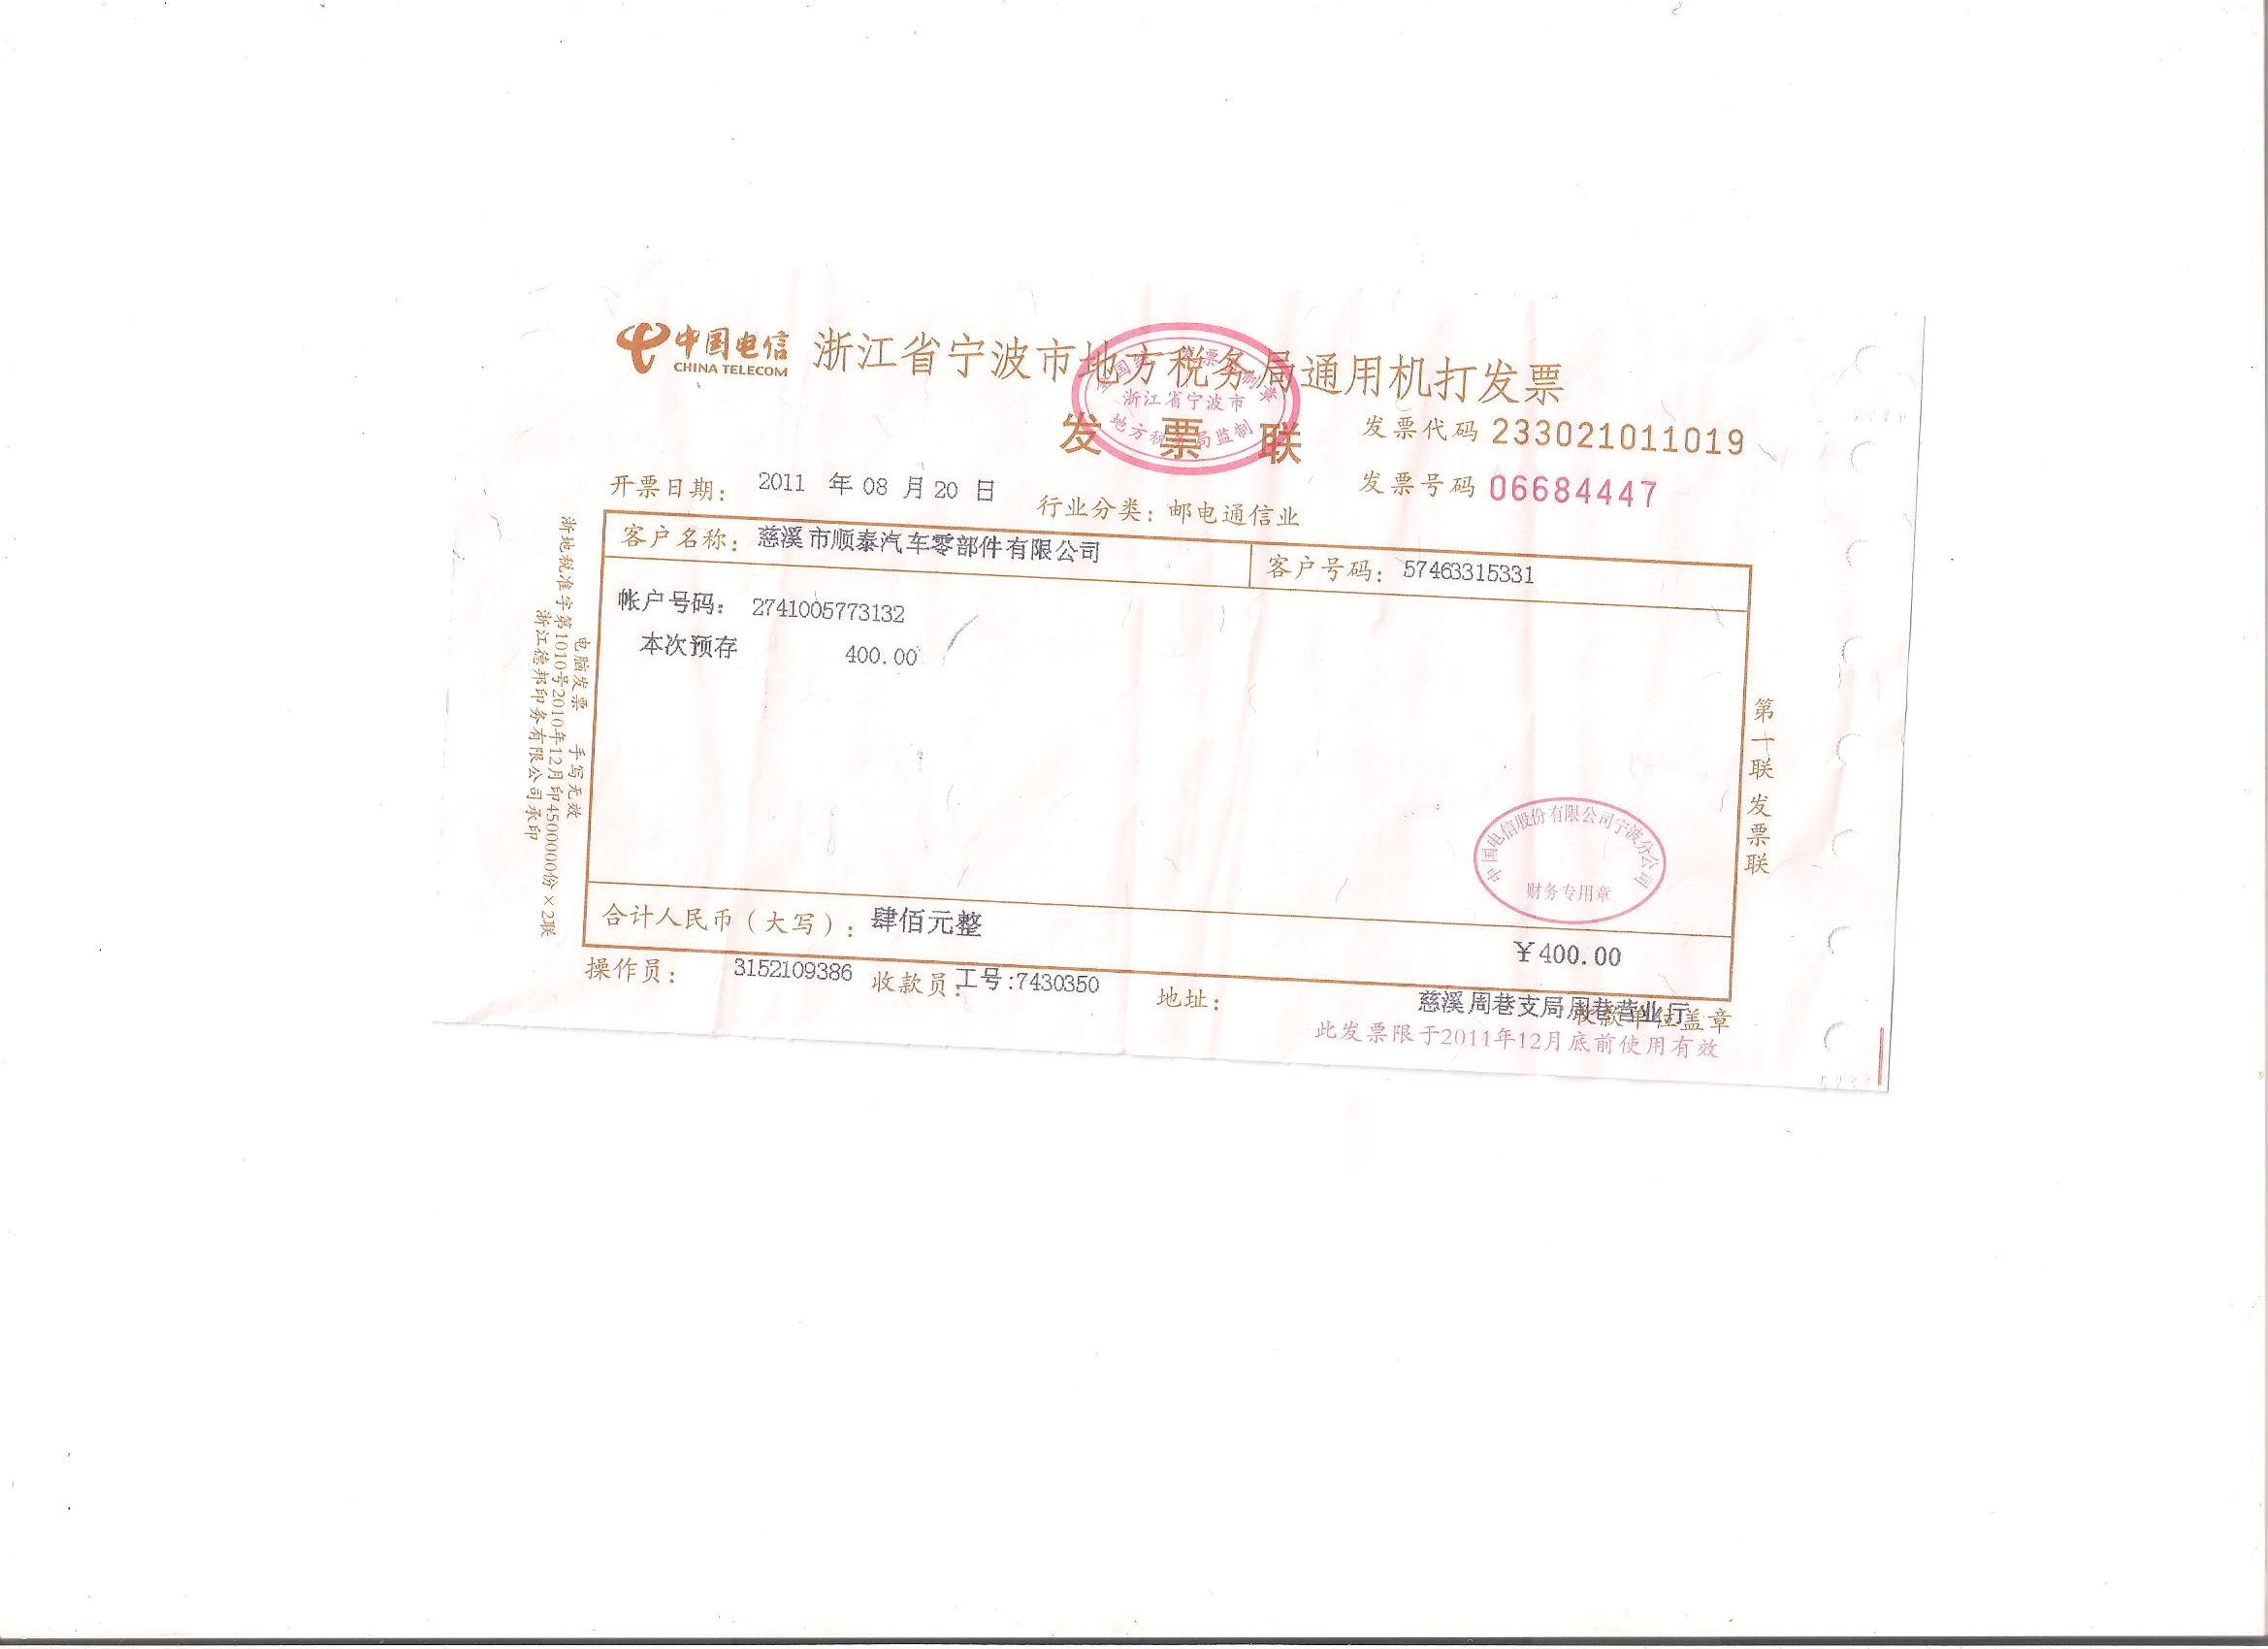 中国电信
CHINA TELECOM
浙江省宁波市地方税务局通用机打发票
浙江省宁波市
地方税务局监制
发票联
发票代码 233021011019
发票号码 06684447
开票日期: 2011 年 08 月 20 日
行业分类: 邮电通信业
客户名称: 慈溪市顺泰汽车零部件有限公司
客户号码: 57463315331
帐户号码: 2741005773132
本次预存 400.00
中国电信股份有限公司宁波分公司
财务专用章
合计人民币(大写): 肆佰元整 ¥400.00
操作员: 3152109386 收款员: 工号:7430350 地址: 慈溪周巷支局周巷营业厅
收款单位盖章
此发票限于2011年12月底前使用有效
第一联 发票联
电脑发票 手写无效
浙地税准字第1010号2010年12月印4500000份×2联
浙江德邦印务有限公司承印